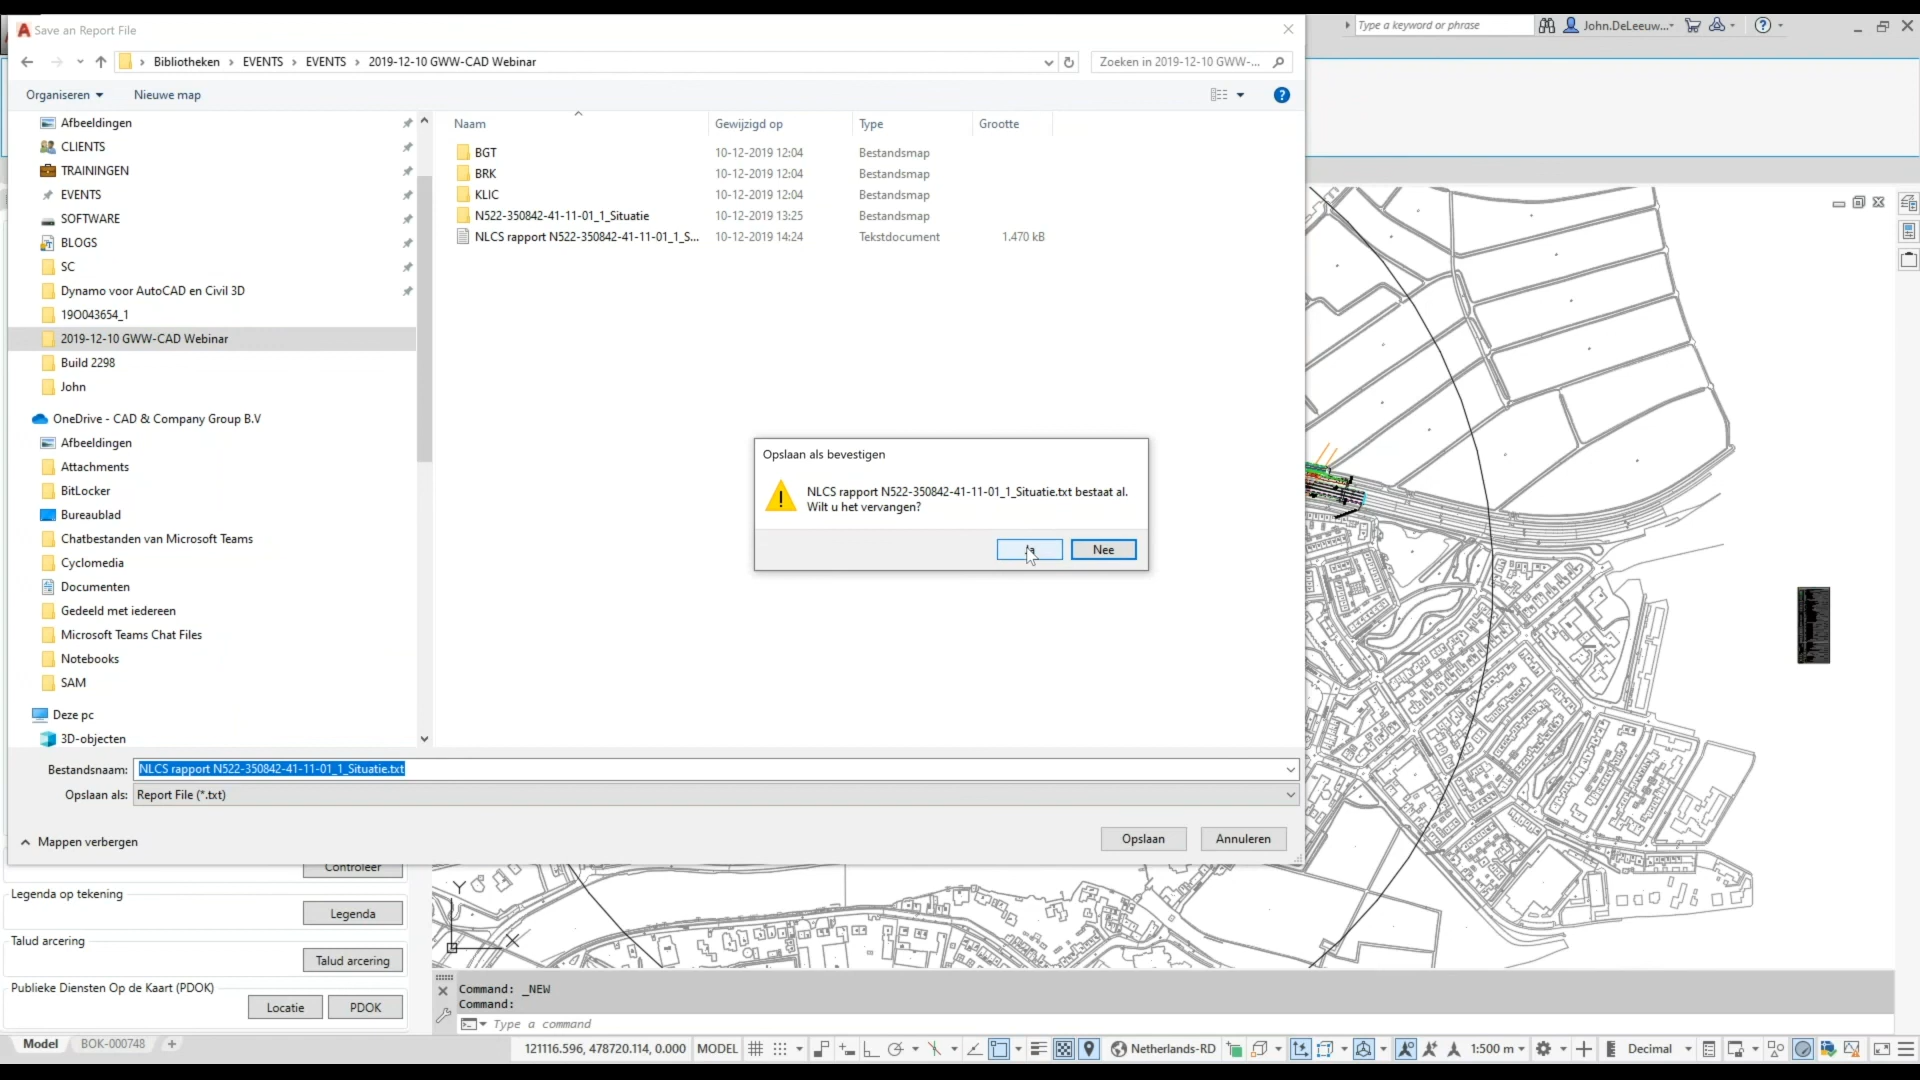 Save an Report File
Type a keyword or phrase
John.DeLeeuw...
Bibliotheken > EVENTS > EVENTS > 2019-12-10 GWW-CAD Webinar
Zoeken in 2019-12-10 GWW-...
Organiseren
Nieuwe map
Afbeeldingen
CLIENTS
TRAININGEN
EVENTS
SOFTWARE
BLOGS
SC
Dynamo voor AutoCAD en Civil 3D
19O043654_1
2019-12-10 GWW-CAD Webinar
Build 2298
John
OneDrive - CAD & Company Group B.V
Afbeeldingen
Attachments
BitLocker
Bureaublad
Chatbestanden van Microsoft Teams
Cyclomedia
Documenten
Gedeeld met iedereen
Microsoft Teams Chat Files
Notebooks
SAM
Deze pc
3D-objecten
Naam Gewijzigd op Type Grootte
BGT 10-12-2019 12:04 Bestandsmap
BRK 10-12-2019 12:04 Bestandsmap
KLIC 10-12-2019 12:04 Bestandsmap
N522-350842-41-11-01_1_Situatie 10-12-2019 13:25 Bestandsmap
NLCS rapport N522-350842-41-11-01_1_S... 10-12-2019 14:24 Tekstdocument 1.470 kB
Opslaan als bevestigen
NLCS rapport N522-350842-41-11-01_1_Situatie.txt bestaat al.
Wilt u het vervangen?
Nee
Bestandsnaam: NLCS rapport N522-350842-41-11-01_1_Situatie.txt
Opslaan als: Report File (*.txt)
Mappen verbergen
Opslaan
Annuleren
Controleer
Legenda op tekening
Legenda
Talud arcering
Talud arcering
Publieke Diensten Op de Kaart (PDOK)
Locatie
PDOK
Y
X
Command: _NEW
Command:
Type a command
Model
BOK-000748
+
121116.596, 478720.114, 0.000
MODEL
Netherlands-RD
1:500 m
Decimal